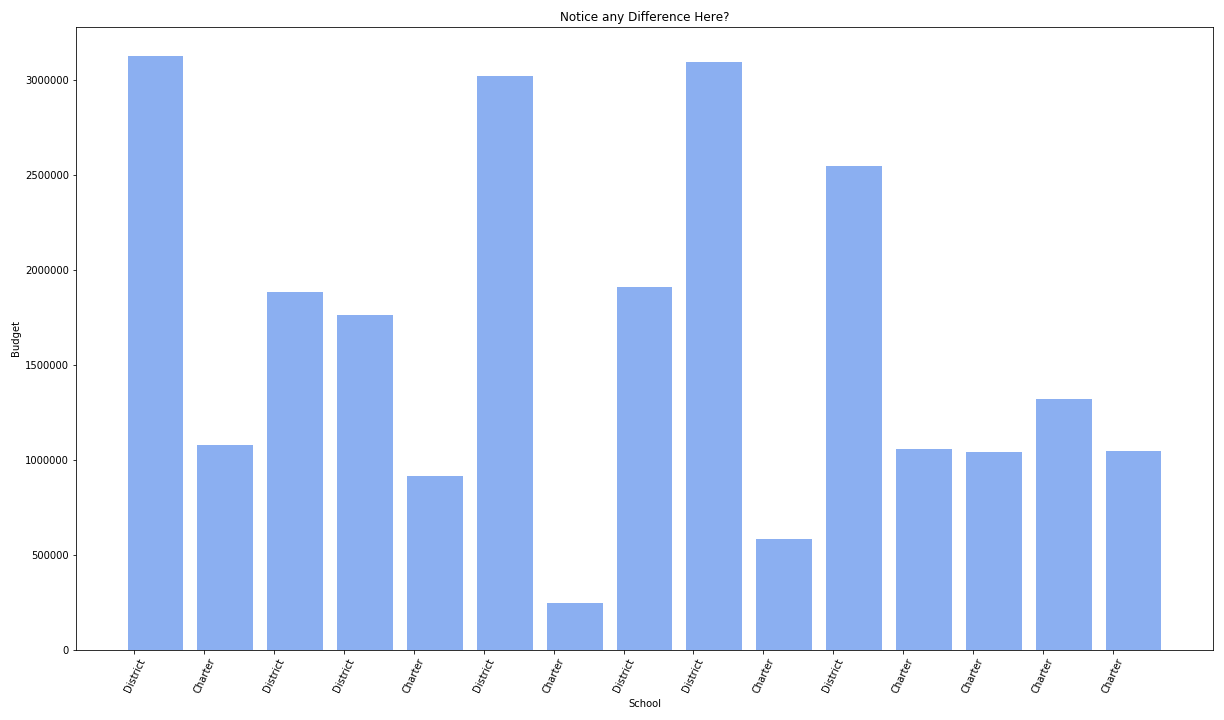 Notice any Difference Here?
3000000
2500000
2000000
1500000
1000000
500000
0
Budget
District
Charter
District
District
Charter
District
Charter
District
District
Charter
District
Charter
Charter
Charter
Charter
School